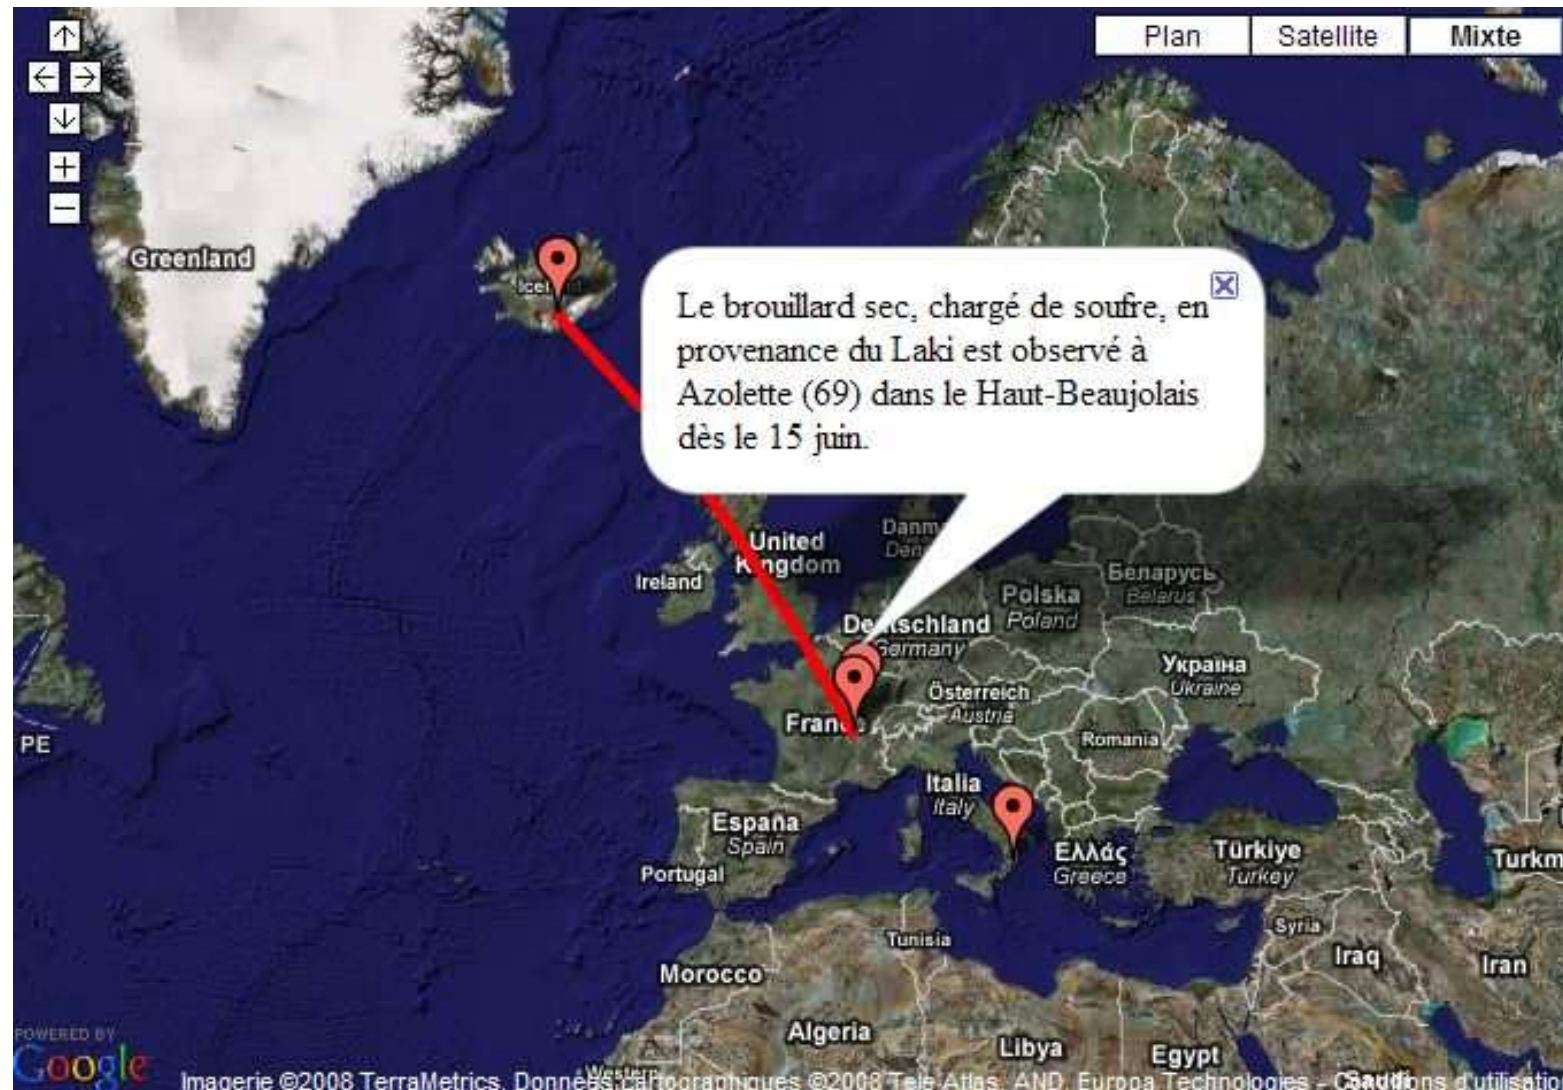 Plan Satellite Mixte
Greenland
Le brouillard sec, chargé de soufre, en
provenance du Laki est observé à
Azolette (69) dans le Haut-Beaujolais
dès le 15 juin.
United
Kingdom
Ireland
Беларусь
Belarus
Polska
Poland
Deutschland
Germany
Україна
Ukraine
Österreich
Austria
France
PE
Romania
Italia
Italy
España
Spain
Portugal
Ελλάς
Greece
Türkiye
Turkey
Turkm
Syria
Tunisia
Iraq
Iran
Morocco
Algeria
Libya
Egypt
POWERED BY
Google
Imagerie ©2008 TerraMetrics, Données cartographiques ©2008 Tele Atlas, AND, Europa Technologies